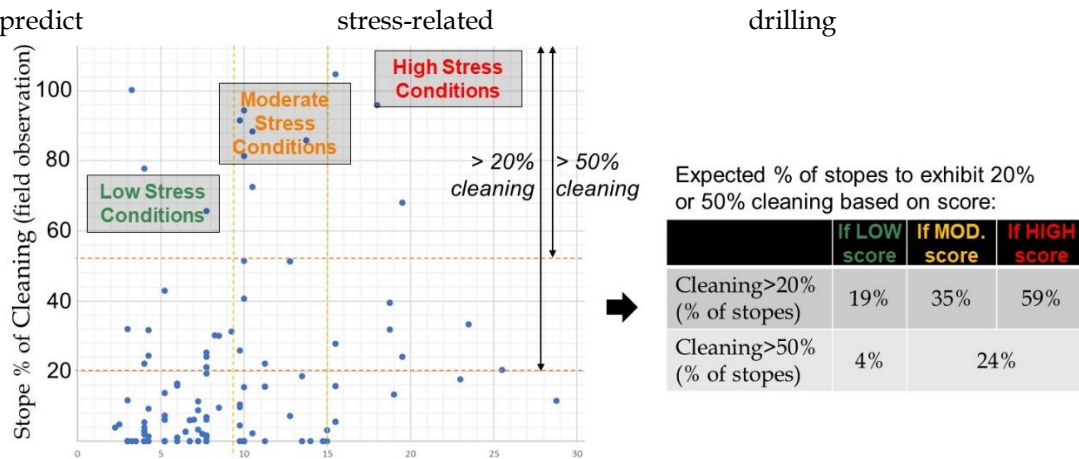 predict stress-related drilling
Stope % of Cleaning (field observation)
100
80
60
40
20
0 5 10 15 20 25 30
Low Stress
Conditions
Moderate
Stress
Conditions
High Stress
Conditions
> 20%
cleaning
> 50%
cleaning
Expected % of stopes to exhibit 20%
or 50% cleaning based on score:
If LOW
score
If MOD.
score
If HIGH
score
Cleaning>20%
(% of stopes)
19% 35% 59%
Cleaning>50%
(% of stopes)
4% 24%